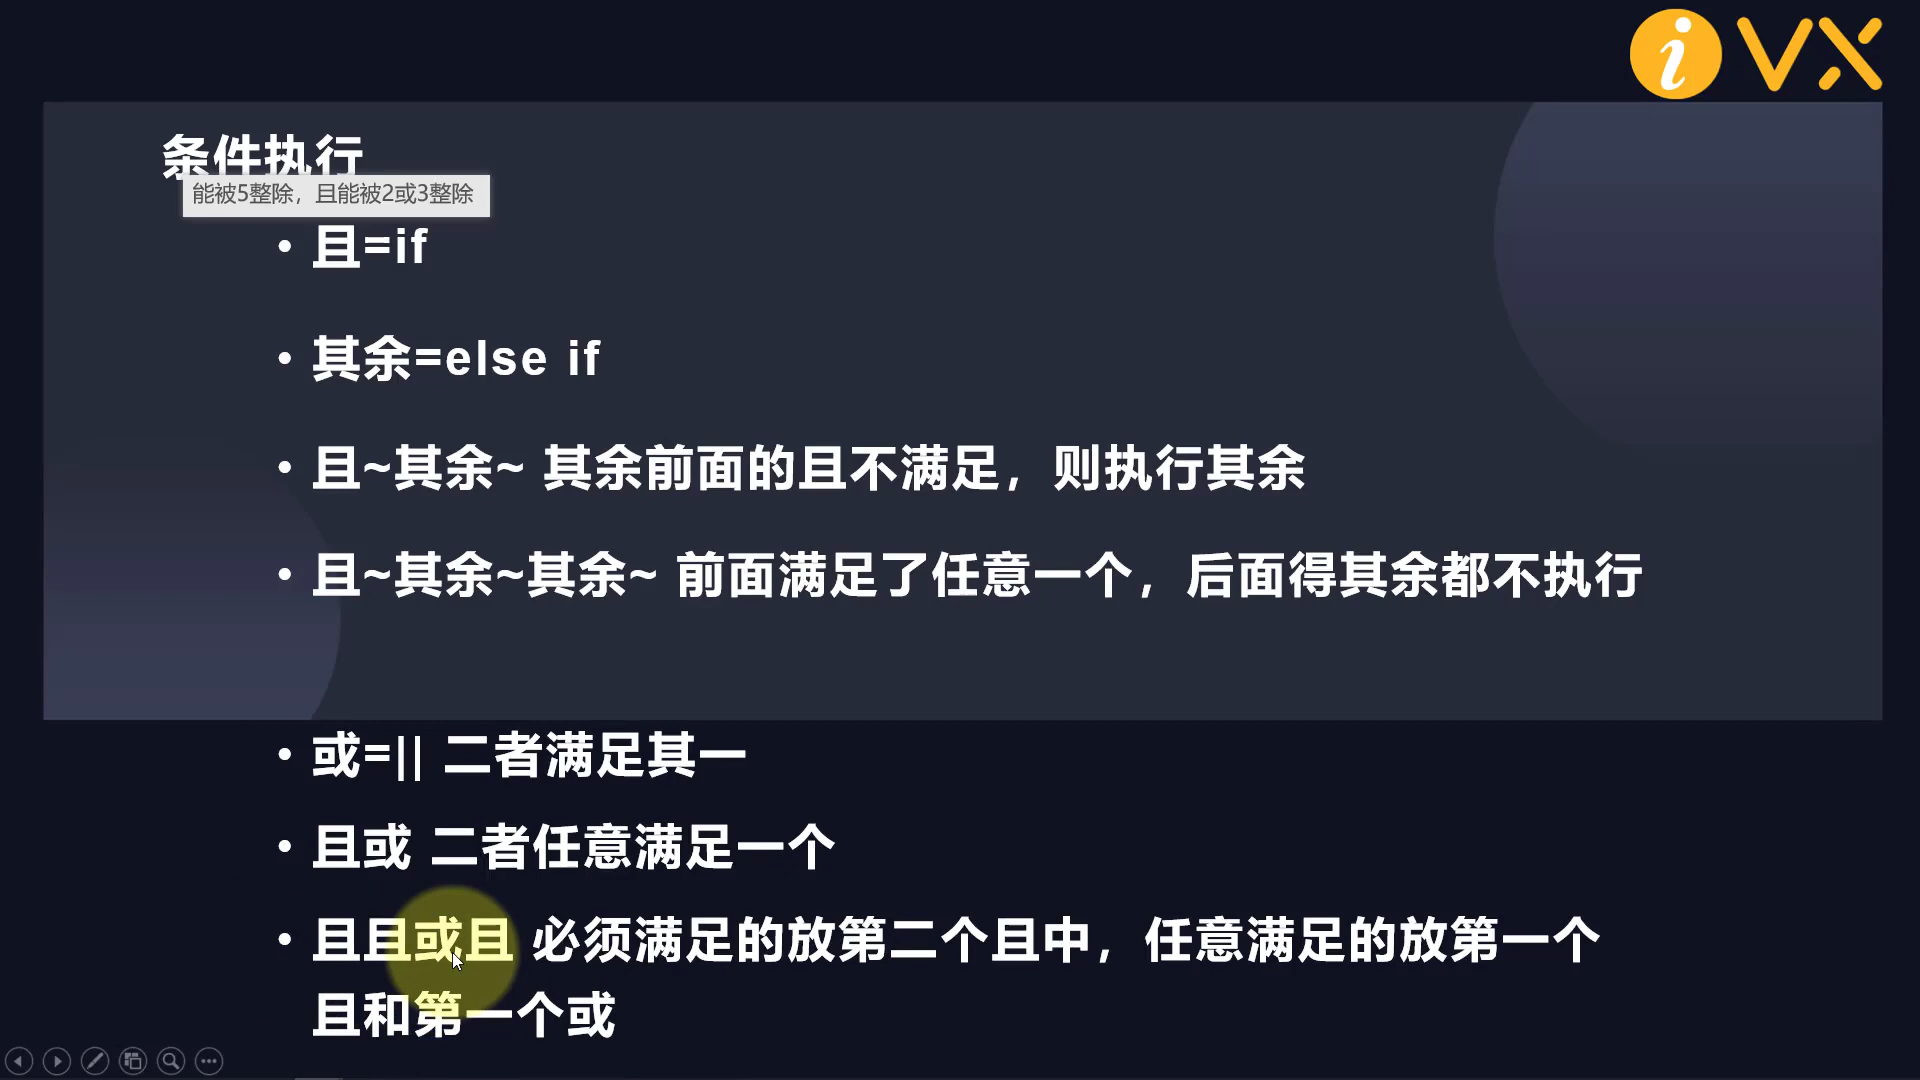 iVX
条件执行
能被5整除，且能被2或3整除
• 且=if
• 其余=else if
• 且~其余~ 其余前面的且不满足，则执行其余
• 且~其余~其余~ 前面满足了任意一个，后面得其余都不执行
• 或=|| 二者满足其一
• 且或 二者任意满足一个
• 且且或且 必须满足的放第二个且中，任意满足的放第一个
且和第一个或